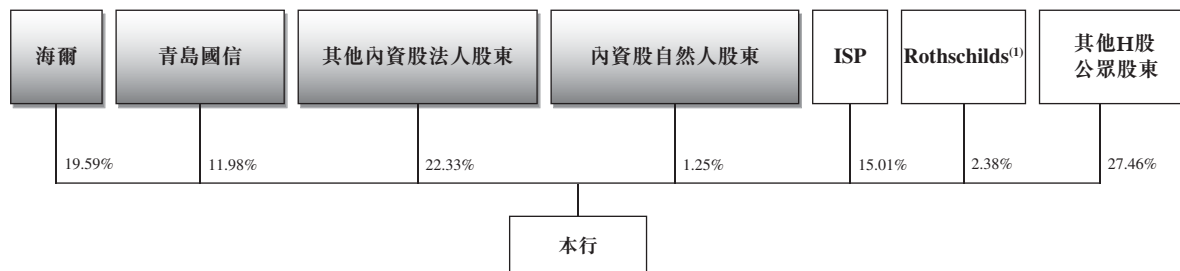 海爾
青島國信
其他內資股法人股東
內資股自然人股東
ISP
Rothschilds(1)
其他H股
公眾股東
19.59%
11.98%
22.33%
1.25%
15.01%
2.38%
27.46%
本行